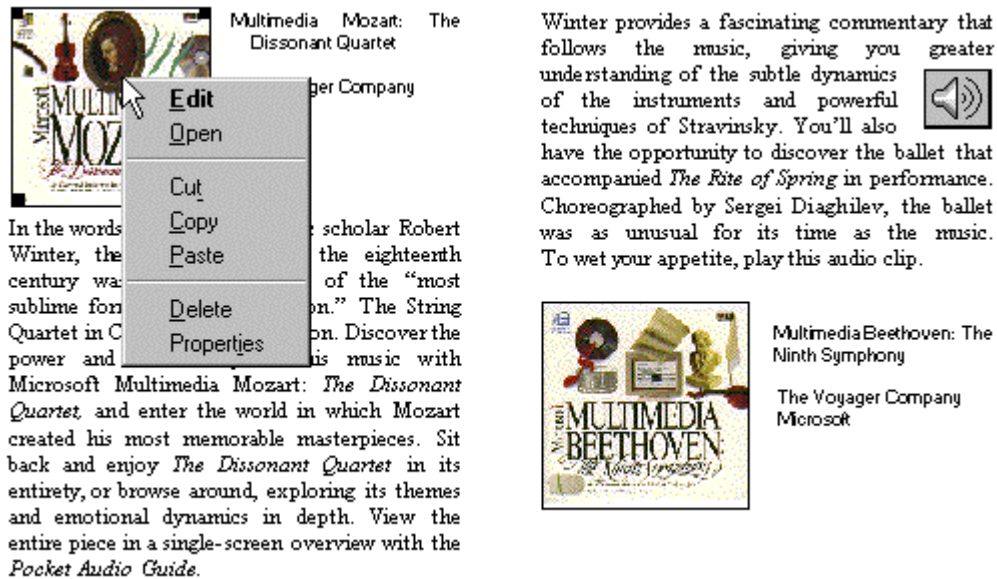 Multimedia Mozart: The
Dissonant Quartet
ger Company
Microsoft
MULTI
MOZ
Edit
Open
Cut
Copy
Paste
Delete
Properties
In the words scholar Robert
Winter, the the eighteenth
century was of the “most
sublime for on.” The String
Quartet in C on. Discover the
power and his music with
Microsoft Multimedia Mozart: The Dissonant
Quartet, and enter the world in which Mozart
created his most memorable masterpieces. Sit
back and enjoy The Dissonant Quartet in its
entirety, or browse around, exploring its themes
and emotional dynamics in depth. View the
entire piece in a single-screen overview with the
Pocket Audio Guide.
Winter provides a fascinating commentary that
follows the music, giving you greater
understanding of the subtle dynamics
of the instruments and powerful
techniques of Stravinsky. You’ll also
have the opportunity to discover the ballet that
accompanied The Rite of Spring in performance.
Choreographed by Sergei Diaghilev, the ballet
was as unusual for its time as the music.
To wet your appetite, play this audio clip.
Microsoft
MULTIMEDIA
BEETHOVEN:
The Ninth Symphony
Multimedia Beethoven: The
Ninth Symphony
The Voyager Company
Microsoft